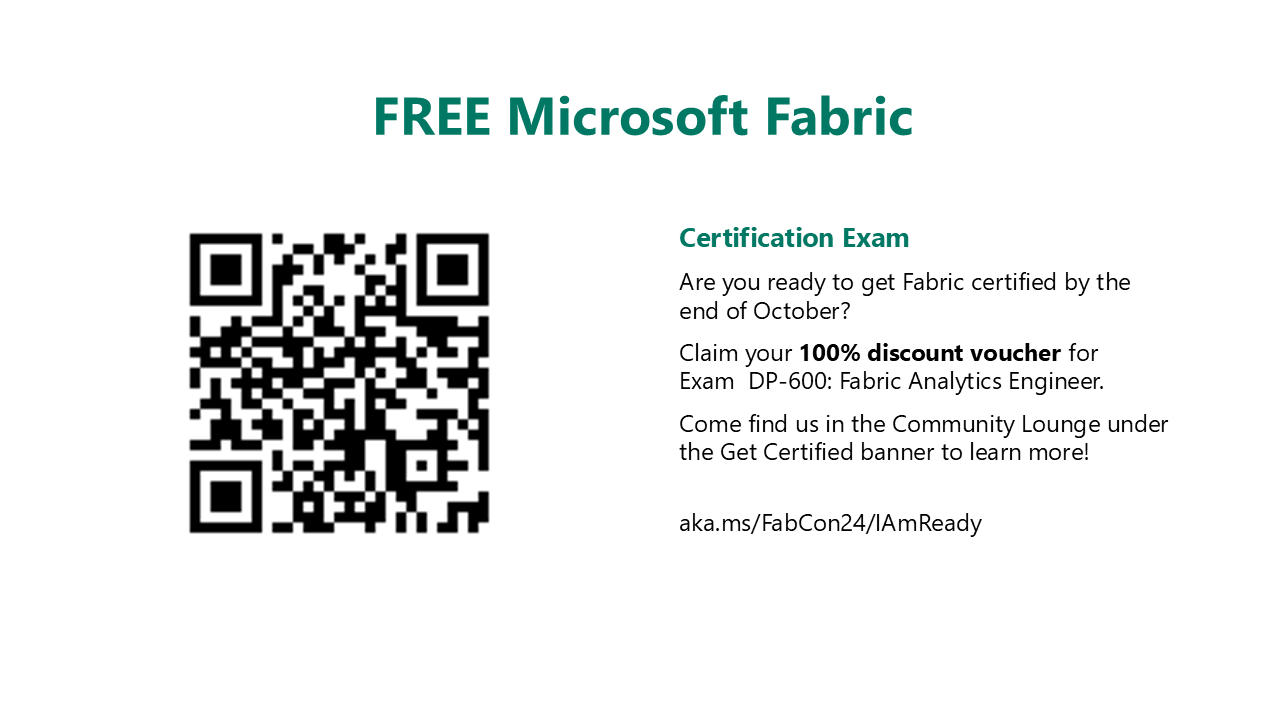 FREE Microsoft Fabric
Certification Exam
Are you ready to get Fabric certified by the
end of October?
Claim your 100% discount voucher for
Exam  DP-600: Fabric Analytics Engineer.
Come find us in the Community Lounge under
the Get Certified banner to learn more!
aka.ms/FabCon24/IAmReady